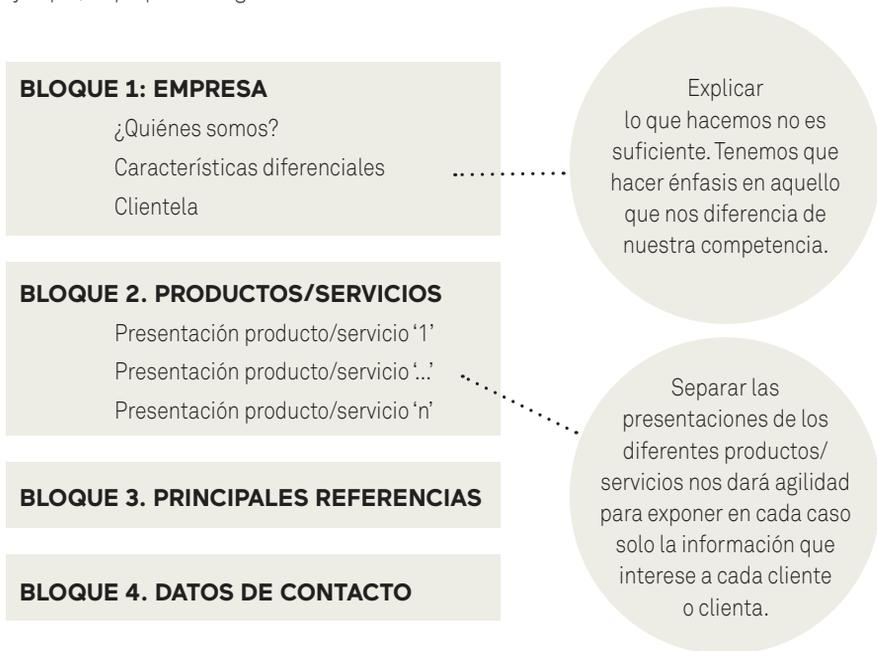 BLOQUE 1: EMPRESA
¿Quiénes somos?
Característíticas diferenciales
Clientela
Explicar
lo que hacemos no es
suficiente. Tenemos que
hacer énfasis en aquello
que nos diferencia de
nuestra competencia.
BLOQUE 2. PRODUCTOS/SERVICIOS
Presentación producto/servicio ‘1’
Presentación producto/servicio ‘...’
Presentación producto/servicio ‘n’
Separar las
presentaciones de los
diferentes productos/
servicios nos dará agilidad
para exponer en cada caso
solo la información que
interese a cada cliente
o clienta.
BLOQUE 3. PRINCIPALES REFERENCIAS
BLOQUE 4. DATOS DE CONTACTO